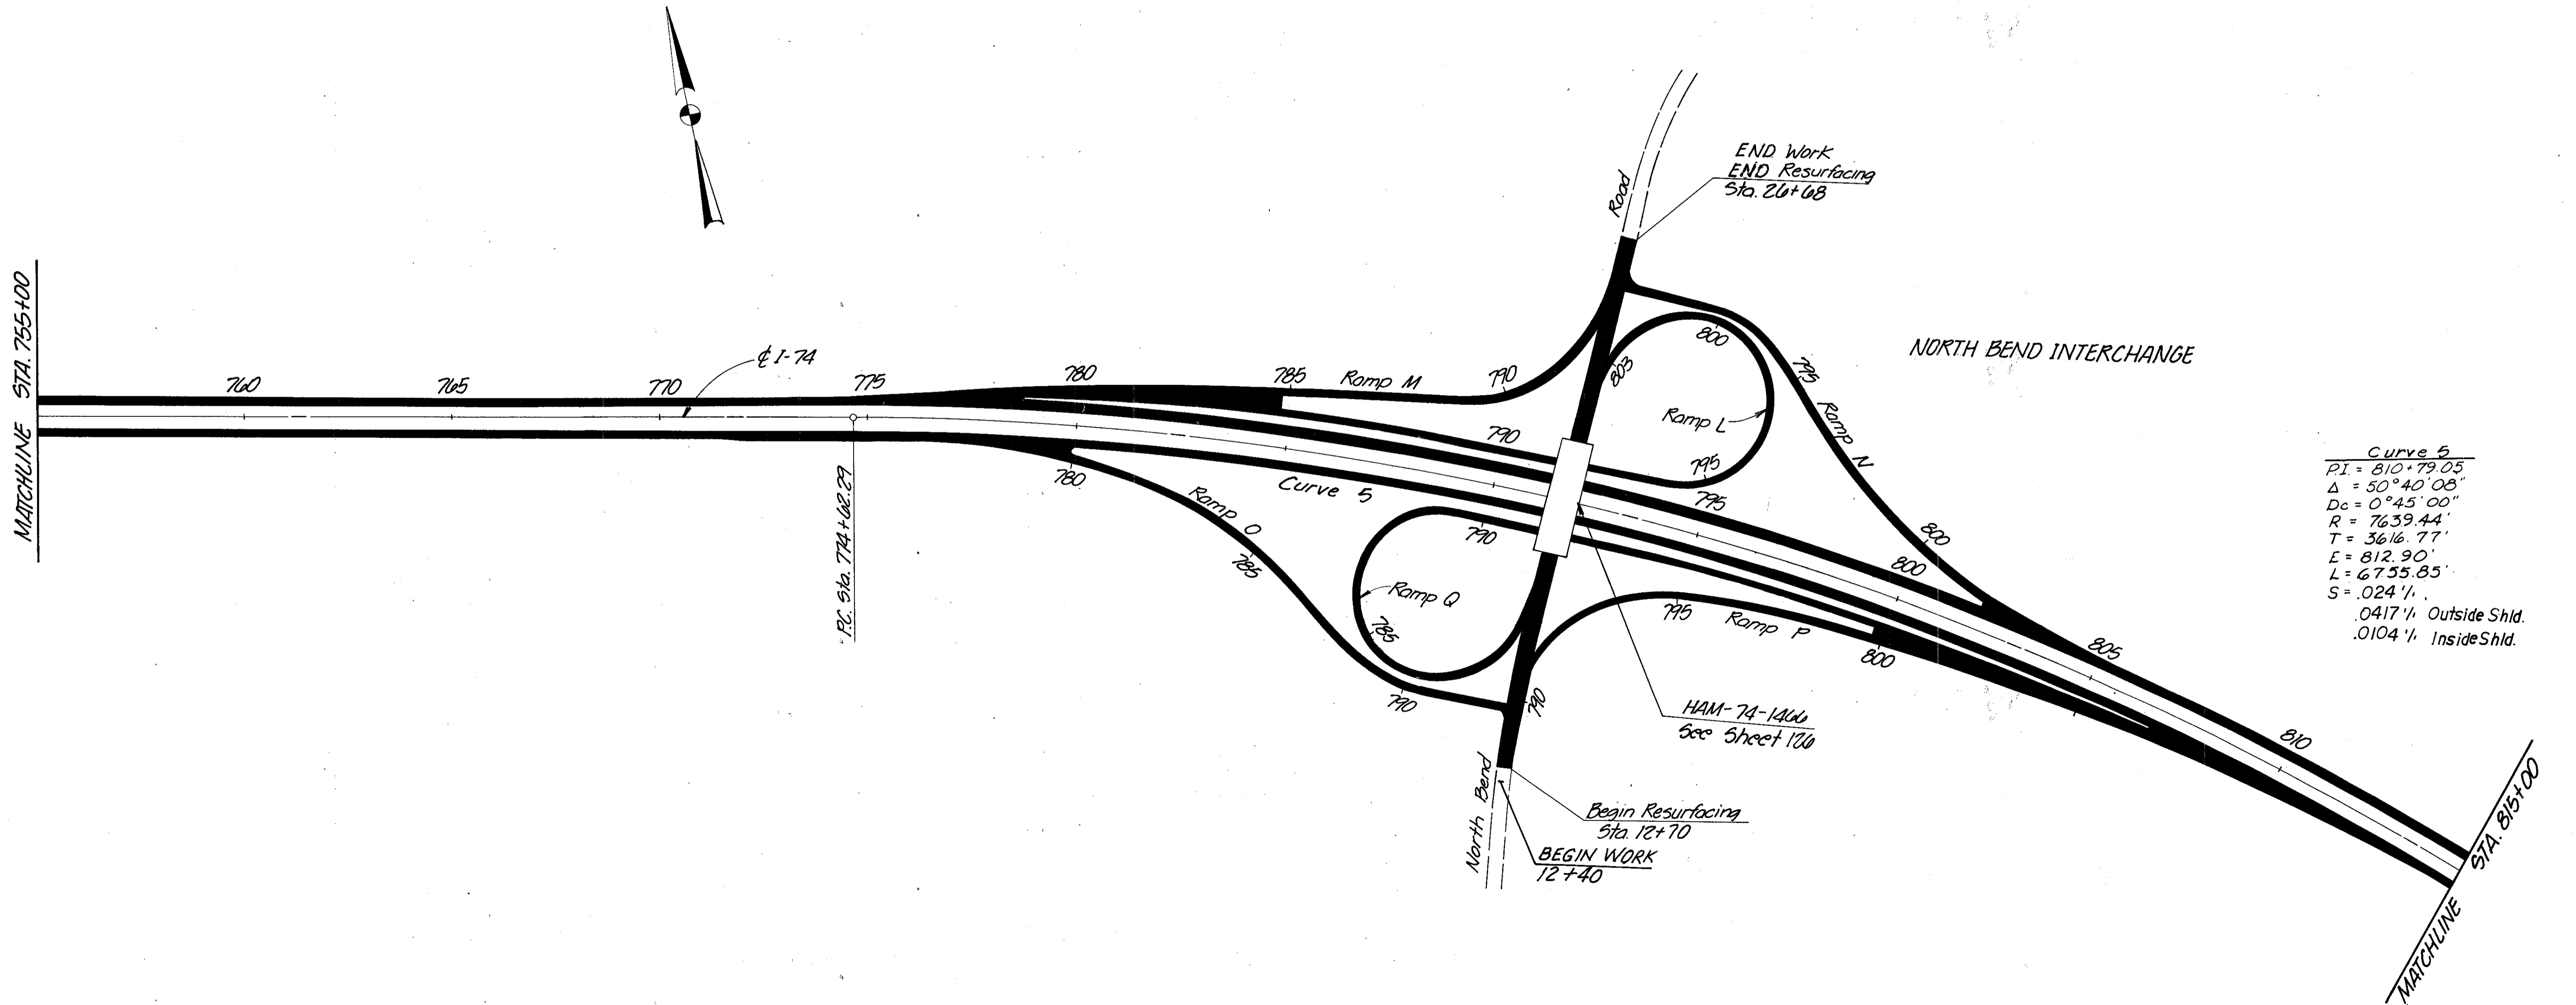 END Work
END Resurfacing
Sta. 26+68
Road
MATCHLINE STA. 755+00
NORTH BEND INTERCHANGE
℄ I-74
760
765
770
775
780
785
Ramp M
790
800
803
Ramp L
795
Ramp N
790
795
795
800
800
805
810
P.C. Sta. 774+62.29
780
Ramp O
785
790
Curve 5
790
Ramp Q
785
795
Ramp P
800
790
HAM-74-1466
See Sheet 126
North Bend
Begin Resurfacing
Sta. 12+70
BEGIN WORK
12+40
Curve 5
P.I. = 810+79.05
Δ = 50°40'08"
Dc = 0°45'00"
R = 7639.44'
T = 3616.77'
E = 812.90'
L = 6755.85'
S = .024'/'
.0417'/' Outside Shld.
.0104'/' Inside Shld.
MATCHLINE STA. 815+00